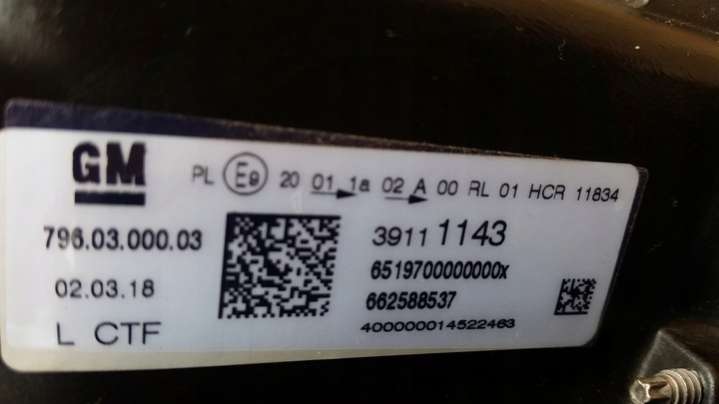 GM
PL E9 20 01 1a 02 A 00 RL 01 HCR 11834
796.03.000.03
39111143
02.03.18
6519700000000x
662588537
L CTF
400000014522463